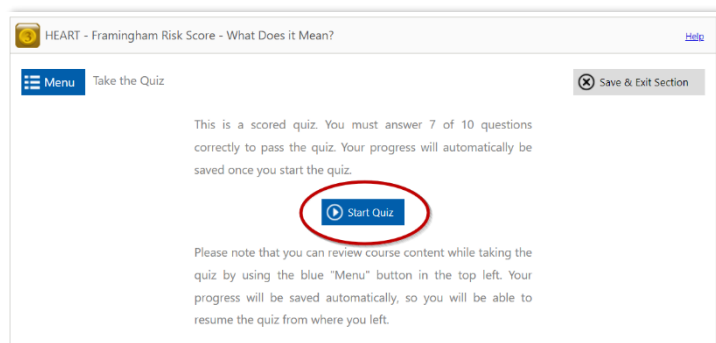 HEART - Framingham Risk Score - What Does it Mean?
Help
Menu
Take the Quiz
Save & Exit Section
This is a scored quiz. You must answer 7 of 10 questions
correctly to pass the quiz. Your progress will automatically be
saved once you start the quiz.
Start Quiz
Please note that you can review course content while taking the
quiz by using the blue "Menu" button in the top left. Your
progress will be saved automatically, so you will be able to
resume the quiz from where you left.